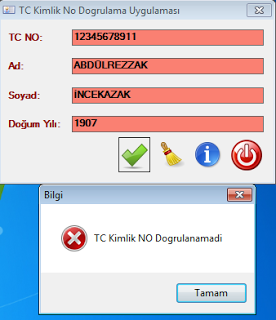 TC Kimlik No Dogrulama Uygulaması
TC NO: 12345678911
Ad: ABDÜLREZZAK
Soyad: İNCEKAZAK
Doğum Yılı: 1907
Bilgi
TC Kimlik NO Dogrulanamadi
Tamam